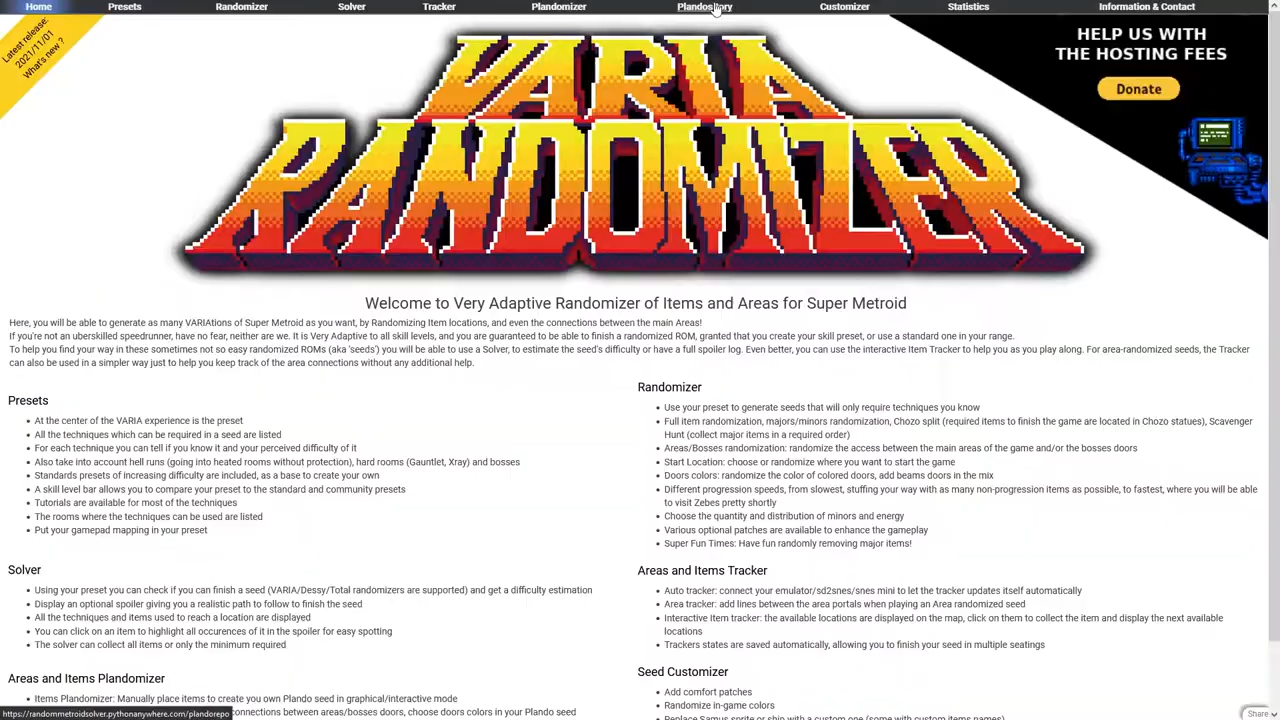 Home Presets Randomizer Solver Tracker Plandomizer Plandository Customizer Statistics Information & Contact
Latest release:
2021/11/01
What's new ?
VARIA
RANDOMIZER
HELP US WITH
THE HOSTING FEES
Donate
Welcome to Very Adaptive Randomizer of Items and Areas for Super Metroid
Here, you will be able to generate as many VARIAtions of Super Metroid as you want, by Randomizing Item locations, and even the connections between the main Areas!
If you're not an uberskilled speedrunner, have no fear, neither are we. It is Very Adaptive to all skill levels, and you are guaranteed to be able to finish a randomized ROM, granted that you create your skill preset, or use a standard one in your range.
To help you find your way in these sometimes not so easy randomized ROMs (aka 'seeds') you will be able to use a Solver, to estimate the seed's difficulty or have a full spoiler log. Even better, you can use the interactive Item Tracker to help you as you play along. For area-randomized seeds, the Tracker
can also be used in a simpler way just to help you keep track of the area connections without any additional help.
Presets
At the center of the VARIA experience is the preset
All the techniques which can be required in a seed are listed
For each technique you can tell if you know it and your perceived difficulty of it
Also take into account hell runs (going into heated rooms without protection), hard rooms (Gauntlet, Xray) and bosses
Standards presets of increasing difficulty are included, as a base to create your own
A skill level bar allows you to compare your preset to the standard and community presets
Tutorials are available for most of the techniques
The rooms where the techniques can be used are listed
Put your gamepad mapping in your preset
Solver
Using your preset you can check if you can finish a seed (VARIA/Dessy/Total randomizers are supported) and get a difficulty estimation
Display an optional spoiler giving you a realistic path to follow to finish the seed
All the techniques and items used to reach a location are displayed
You can click on an item to highlight all occurences of it in the spoiler for easy spotting
The solver can collect all items or only the minimum required
Areas and Items Plandomizer
Items Plandomizer: Manually place items to create you own Plando seed in graphical/interactive mode
connections between areas/bosses doors, choose doors colors in your Plando seed
Randomizer
Use your preset to generate seeds that will only require techniques you know
Full item randomization, majors/minors randomization, Chozo split (required items to finish the game are located in Chozo statues), Scavenger
Hunt (collect major items in a required order)
Areas/Bosses randomization: randomize the access between the main areas of the game and/or the bosses doors
Start Location: choose or randomize where you want to start the game
Doors colors: randomize the color of colored doors, add beams doors in the mix
Different progression speeds, from slowest, stuffing your way with as many non-progression items as possible, to fastest, where you will be able
to visit Zebes pretty shortly
Choose the quantity and distribution of minors and energy
Various optional patches are available to enhance the gameplay
Super Fun Times: Have fun randomly removing major items!
Areas and Items Tracker
Auto tracker: connect your emulator/sd2snes/snes mini to let the tracker updates itself automatically
Area tracker: add lines between the area portals when playing an Area randomized seed
Interactive Item tracker: the available locations are displayed on the map, click on them to collect the item and display the next available
locations
Trackers states are saved automatically, allowing you to finish your seed in multiple seatings
Seed Customizer
Add comfort patches
Randomize in-game colors
Replace Samus sprite or ship with a custom one (some with custom items names)
https://randommetroidsolver.pythonanywhere.com/plandorepo
Share